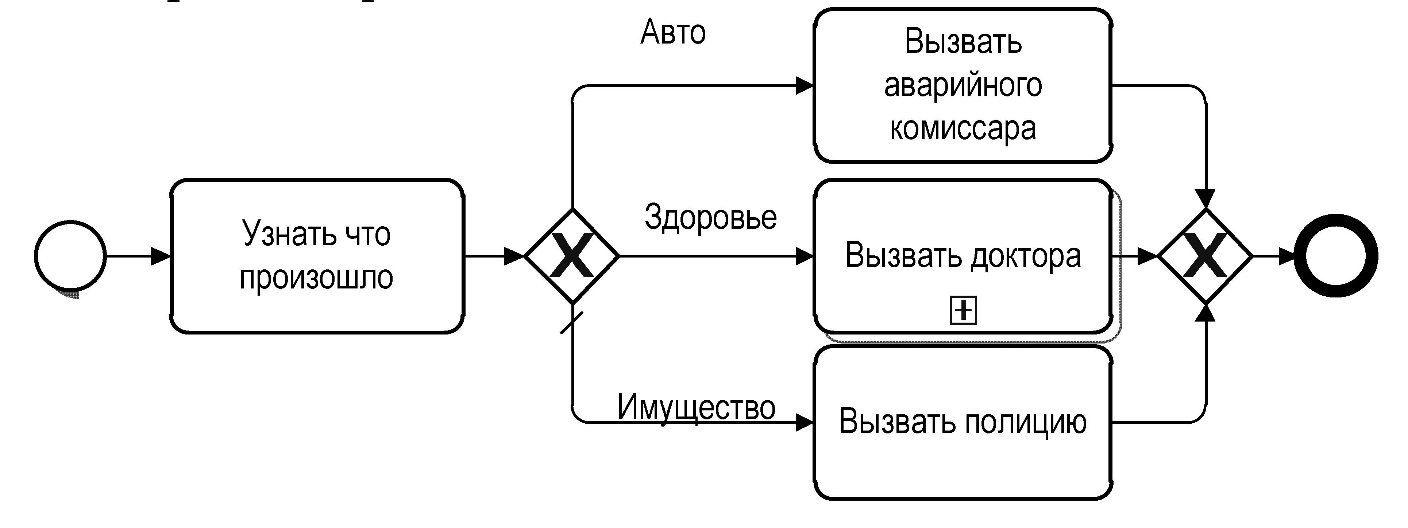 Авто
Вызвать
аварийного
комиссара
Узнать что
произошло
Здоровье
Вызвать доктора
Имущество
Вызвать полицию